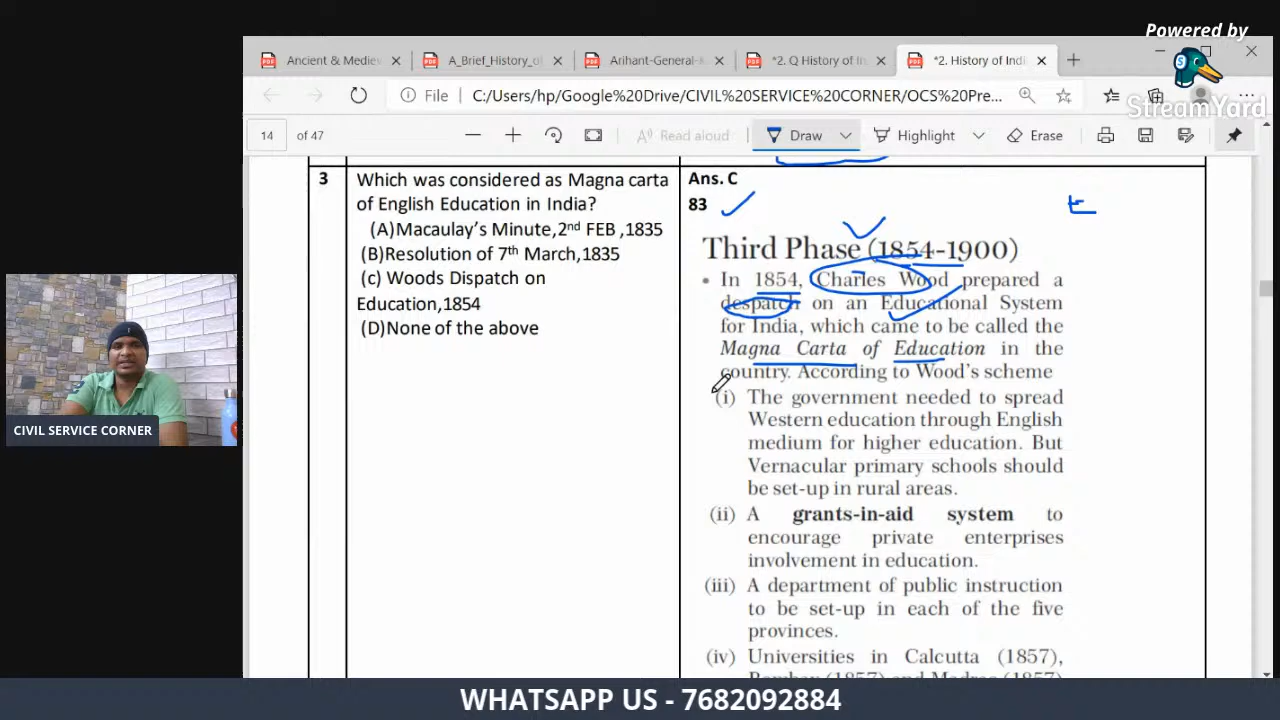 Powered by
StreamYard
Ancient & Mediev
A_Brief_History_o
Arihant-General-K
*2. Q History of In
*2. History of Indi
File
C:/Users/hp/Google%20Drive/CIVIL%20SERVICE%20CORNER/OCS%20Pre...
14
of 47
Read aloud
Draw
Highlight
Erase
3
Which was considered as Magna carta
of English Education in India?
(A)Macaulay's Minute,2nd FEB ,1835
(B)Resolution of 7th March,1835
(c) Woods Dispatch on
Education,1854
(D)None of the above
Ans. C
83
Third Phase (1854-1900)
• In 1854, Charles Wood prepared a
despatch on an Educational System
for India, which came to be called the
Magna Carta of Education in the
country. According to Wood's scheme
(i) The government needed to spread
Western education through English
medium for higher education. But
Vernacular primary schools should
be set-up in rural areas.
(ii) A grants-in-aid system to
encourage private enterprises
involvement in education.
(iii) A department of public instruction
to be set-up in each of the five
provinces.
(iv) Universities in Calcutta (1857),
Bombay (1857) and Madras (1857)
CIVIL SERVICE CORNER
WHATSAPP US - 7682092884